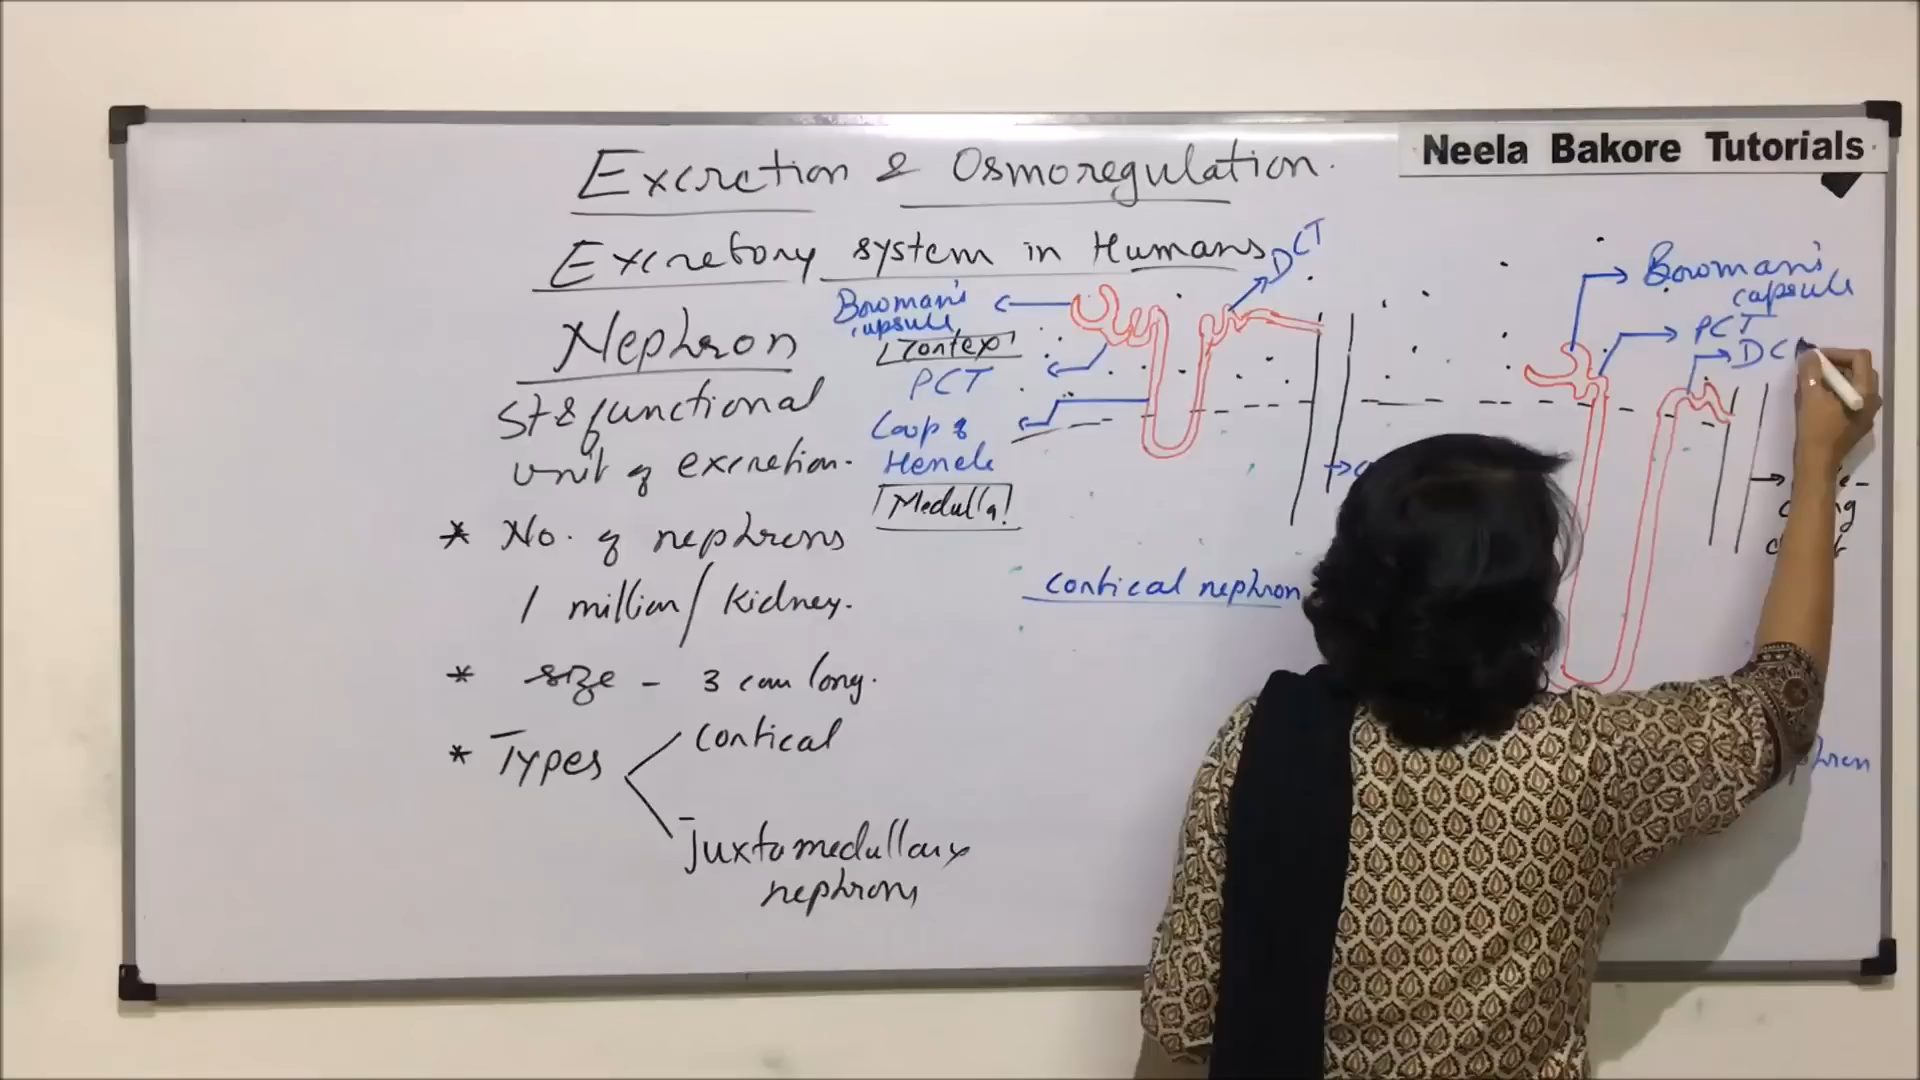 Neela Bakore Tutorials
Excretion & Osmoregulation.
Excretory system in Humans
Nephron
St & functional
unit of excretion.
* No. of nephrons
1 million/kidney.
* size - 3 cm long.
* Types
Cortical
Juxtamedullary
nephrons
Bowman's
capsule
Cortex
PCT
Loop of
Henele
Medulla
DCT
cortical nephron
Bowman's
capsule
PCT
DC